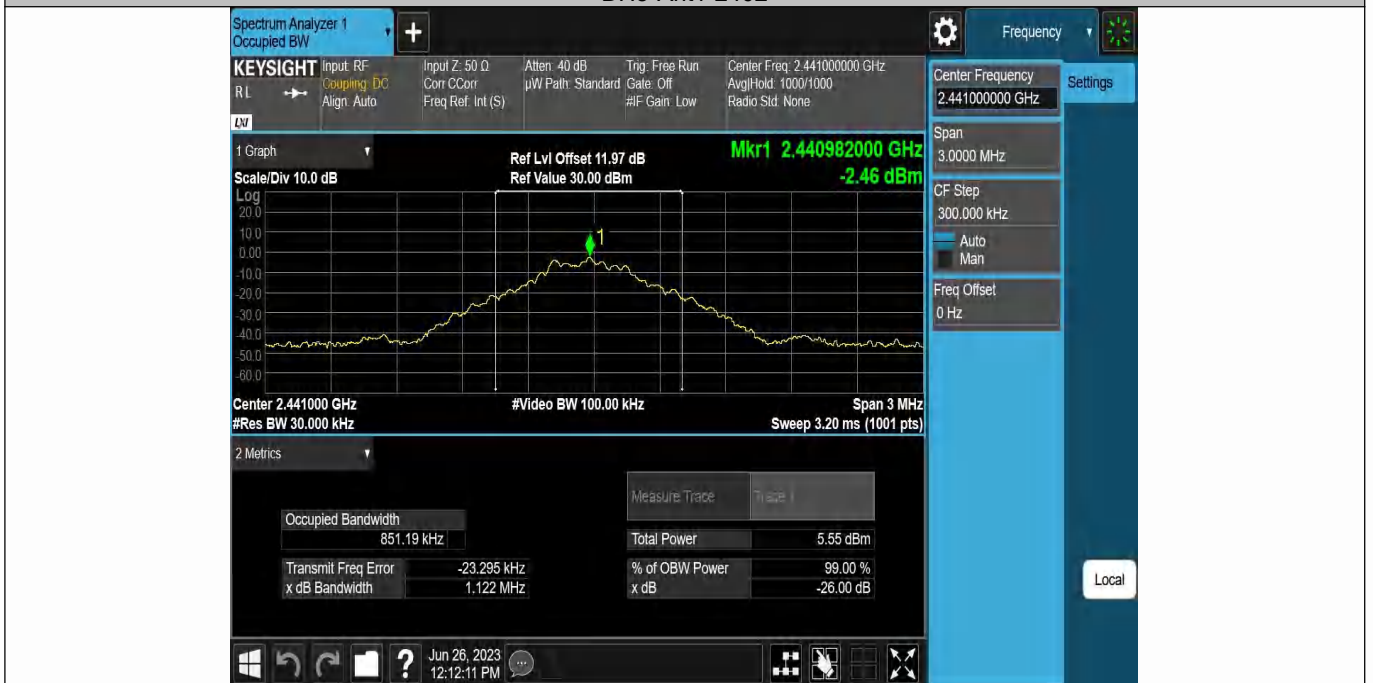 Spectrum Analyzer 1
Occupied BW
+
Frequency
KEYSIGHT
RL
LXI
Input: RF
Coupling: DC
Align: Auto
Input Z: 50 Ω
Corr CCorr
Freq Ref: Int (S)
Atten: 40 dB
µW Path: Standard
Trig: Free Run
Gate: Off
#IF Gain: Low
Center Freq: 2.441000000 GHz
Avg|Hold: 1000/1000
Radio Std: None
Center Frequency
2.441000000 GHz
Settings
Span
3.0000 MHz
CF Step
300.000 kHz
Auto
Man
Freq Offset
0 Hz
1 Graph
Scale/Div 10.0 dB
Ref Lvl Offset 11.97 dB
Ref Value 30.00 dBm
Mkr1 2.440982000 GHz
-2.46 dBm
Log
20.0
10.0
0.00
-10.0
-20.0
-30.0
-40.0
-50.0
-60.0
1
Center 2.441000 GHz
#Res BW 30.000 kHz
#Video BW 100.00 kHz
Span 3 MHz
Sweep 3.20 ms (1001 pts)
2 Metrics
Measure Trace
Trace 1
Occupied Bandwidth
851.19 kHz
Total Power
5.55 dBm
Transmit Freq Error
-23.295 kHz
% of OBW Power
99.00 %
x dB Bandwidth
1.122 MHz
x dB
-26.00 dB
Local
?
Jun 26, 2023
12:12:11 PM